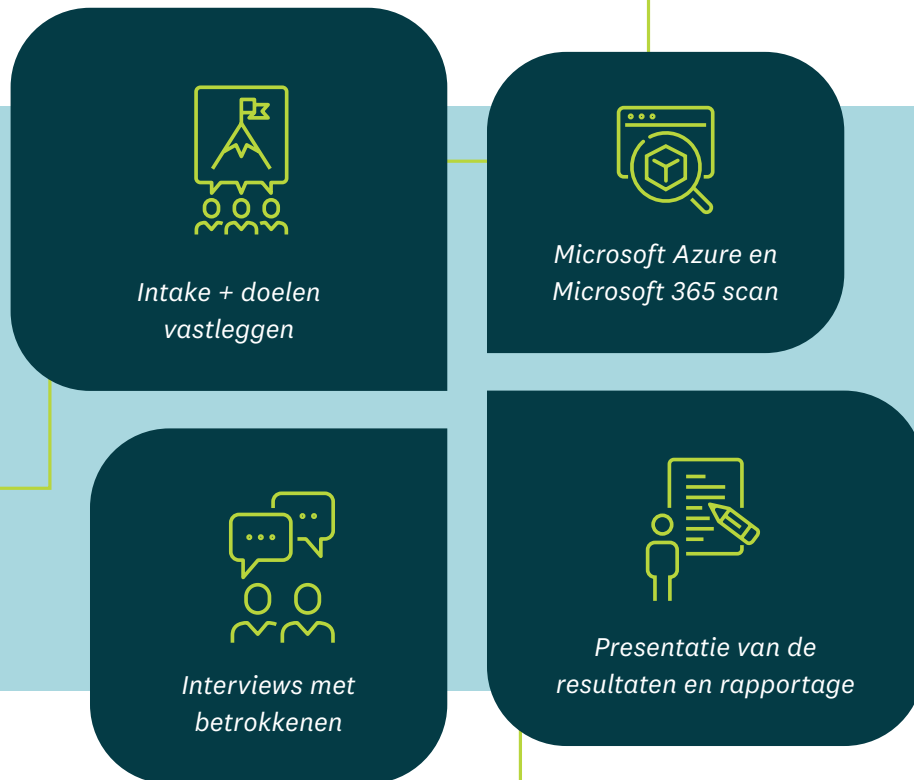 Intake + doelen
vastleggen
Microsoft Azure en
Microsoft 365 scan
Interviews met
betrokkenen
Presentatie van de
resultaten en rapportage